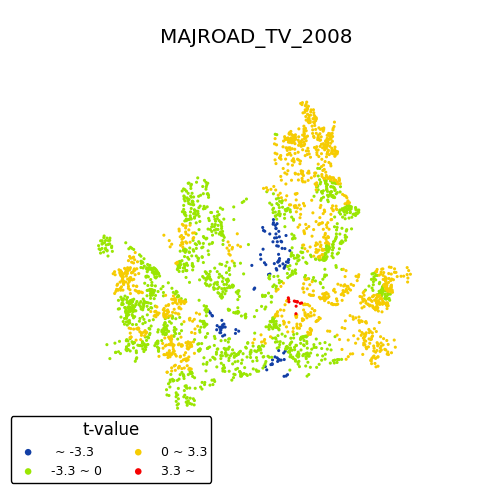 MAJROAD_TV_2008
t-value
~ -3.3 0 ~ 3.3
-3.3 ~ 0 3.3 ~